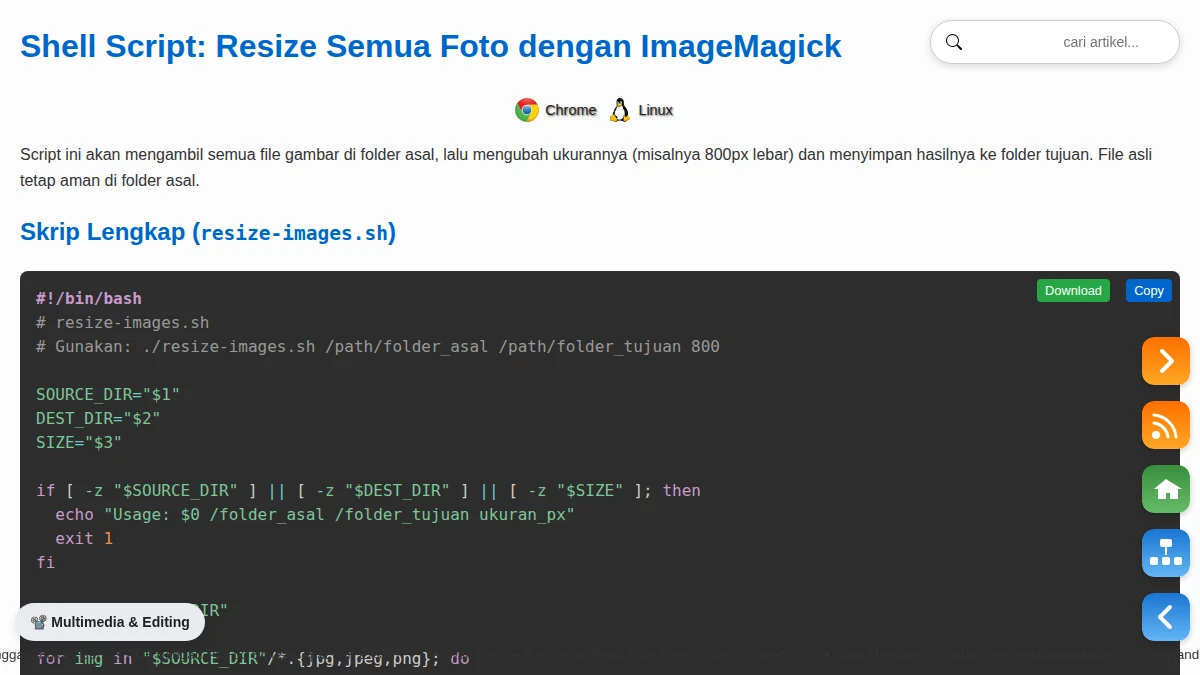 Shell Script: Resize Semua Foto dengan ImageMagick
cari artikel...
Chrome Linux
Script ini akan mengambil semua file gambar di folder asal, lalu mengubah ukurannya (misalnya 800px lebar) dan menyimpan hasilnya ke folder tujuan. File asli
tetap aman di folder asal.
Skrip Lengkap (resize-images.sh)
Download Copy
#!/bin/bash
# resize-images.sh
# Gunakan: ./resize-images.sh /path/folder_asal /path/folder_tujuan 800
SOURCE_DIR="$1"
DEST_DIR="$2"
SIZE="$3"
if [ -z "$SOURCE_DIR" ] || [ -z "$DEST_DIR" ] || [ -z "$SIZE" ]; then
echo "Usage: $0 /folder_asal /folder_tujuan ukuran_px"
exit 1
fi
DIR"
Multimedia & Editing
for img in "$SOURCE_DIR"/*.{jpg,jpeg,png}; do